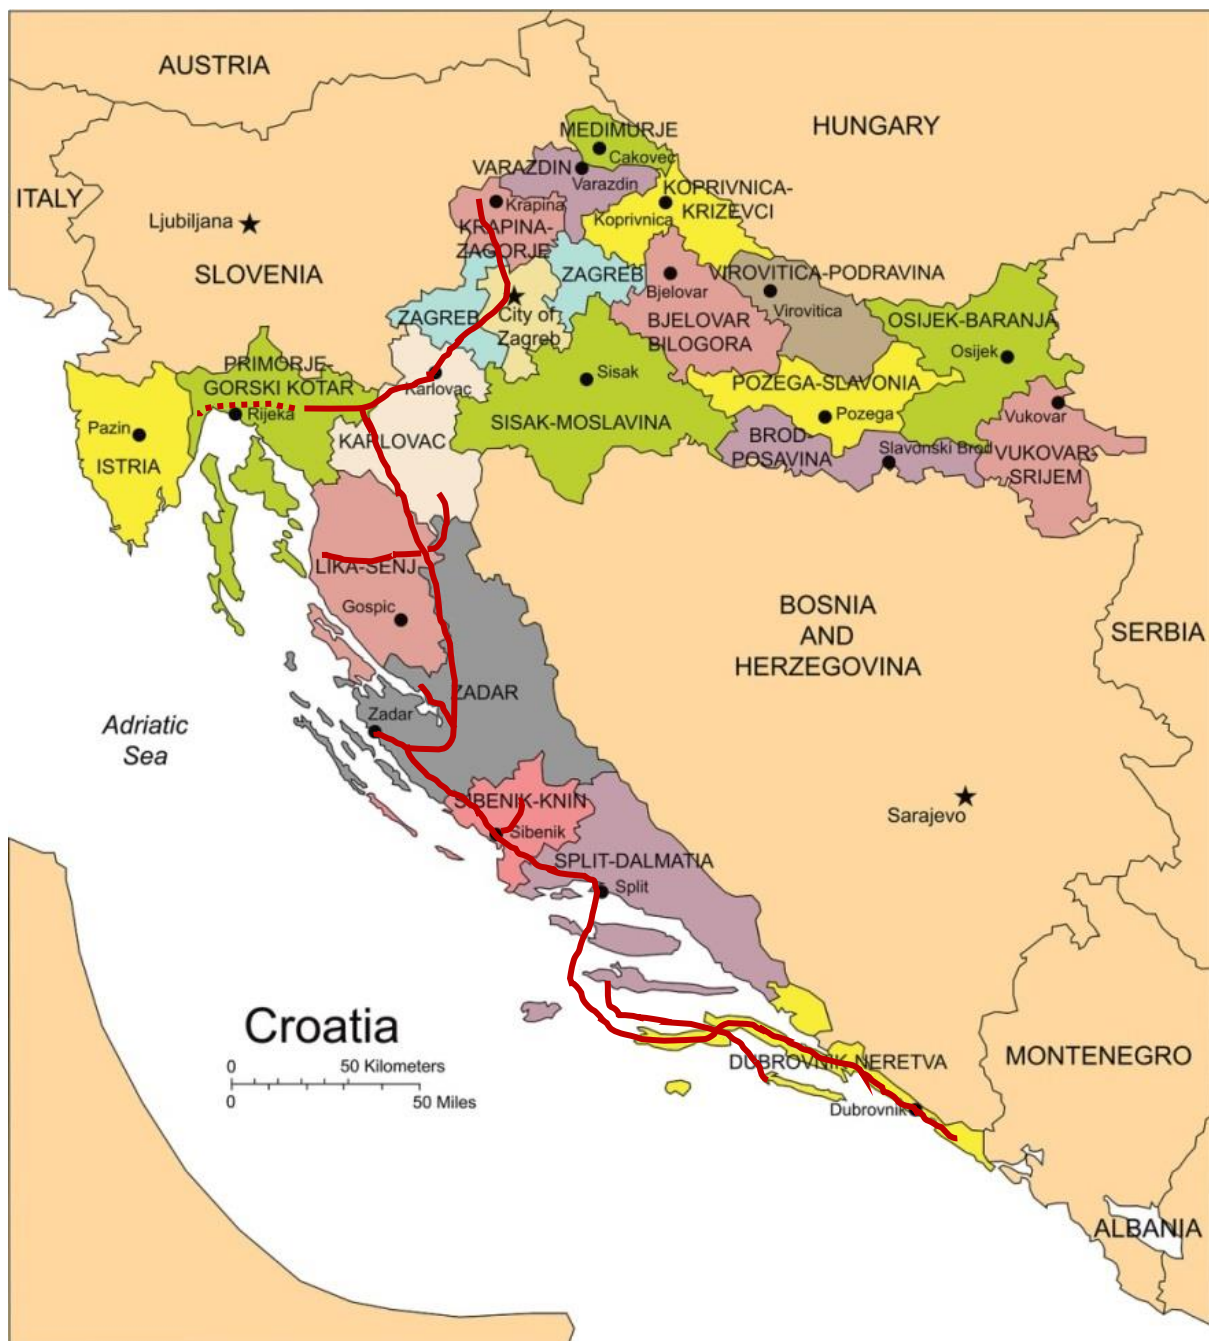 AUSTRIA
HUNGARY
MEDIMURJE
Cakovec
VARAZDIN
Varazdin
ITALY
KOPRIVNICA-
KRIZEVCI
Krapina
Koprivnica
Ljubiljana
KRAPINA-
ZAGORJE
SLOVENIA
ZAGREB
VIROVITICA-PODRAVINA
Bjelovar
Virovitica
City of
Zagreb
ZAGREB
BJELOVAR
BILOGORA
OSIJEK-BARANJA
Osijek
PRIMORJE-
GORSKI KOTAR
Karlovac
Sisak
POZEGA-SLAVONIA
Rijeka
Pozega
Vukovar
Pazin
SISAK-MOSLAVINA
KARLOVAC
BROD-
POSAVINA
Slavonski Brod
VUKOVAR-
SRIJEM
ISTRIA
LIKA-SENJ
Gospic
BOSNIA
AND
HERZEGOVINA
SERBIA
ZADAR
Zadar
Adriatic
Sea
SIBENIK-KNIN
Sibenik
Sarajevo
SPLIT-DALMATIA
Split
Croatia
0 50 Kilometers
0 50 Miles
MONTENEGRO
DUBROVNIK-NERETVA
Dubrovnik
ALBANIA